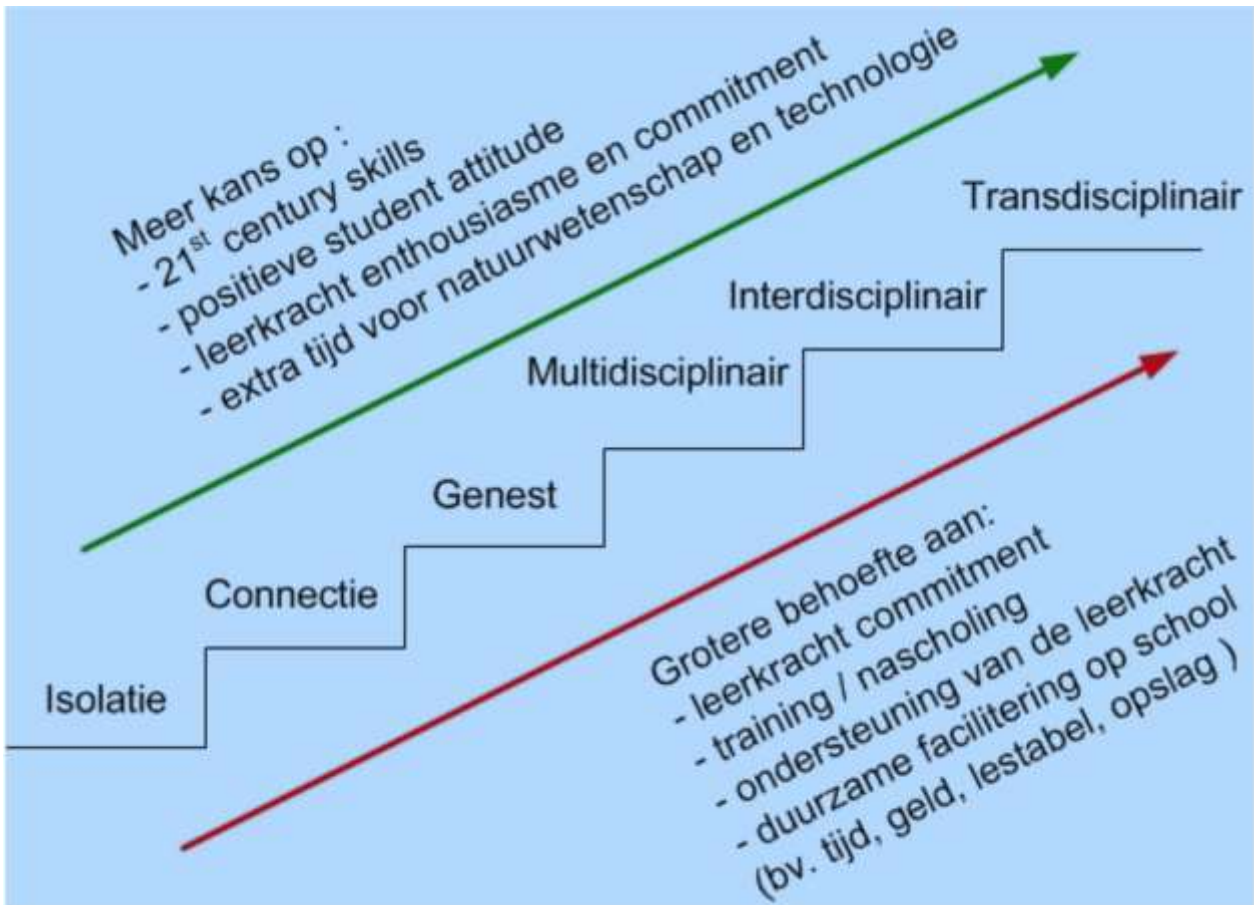 Meer kans op :
- 21st century skills
- positieve student attitude
- leerkracht enthousiasme en commitment
- extra tijd voor natuurwetenschap en technologie
Transdisciplinair
Interdisciplinair
Multidisciplinair
Genest
Connectie
Isolatie
Grotere behoefte aan:
- leerkracht commitment
- training / nascholing
- ondersteuning van de leerkracht
- duurzame facilitering op school
(bv. tijd, geld, lestabel, opslag )